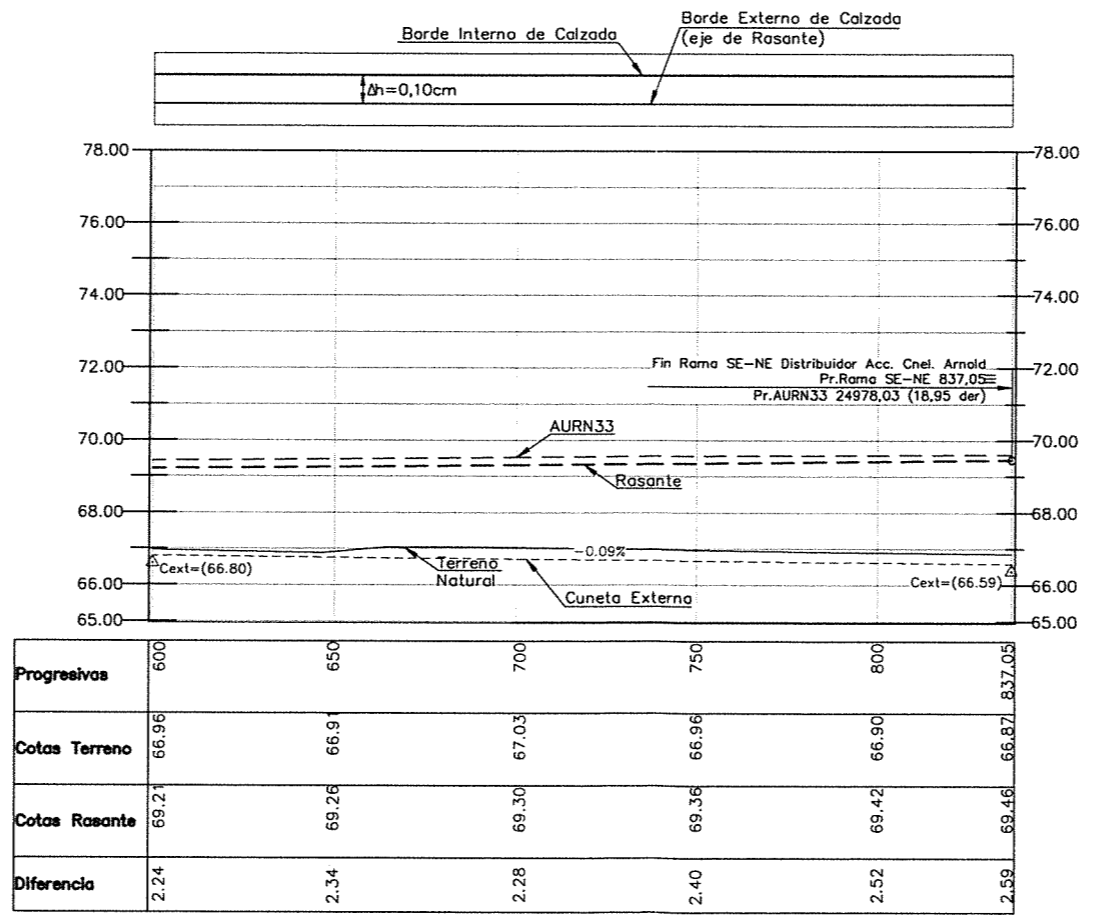 Borde Externo de Calzada
(eje de Rasante)
Borde Interno de Calzada
Δh=0,10cm
78.00
78.00
76.00
76.00
74.00
74.00
72.00
72.00
Fin Rama SE-NE Distribuidor Acc. Cnel. Arnold
Pr.Rama SE-NE 837,05≡
Pr.AURN33 24978,03 (18,95 der)
70.00
70.00
AURN33
Rasante
68.00
68.00
-0.09%
Cext=(66.80)
Terreno
Natural
Cext=(66.59)
66.00
66.00
Cuneta Externa
65.00
65.00
Progresivas 600 650 700 750 800 837.05
Cotas Terreno 66.96 66.91 67.03 66.96 66.90 66.87
Cotas Rasante 69.21 69.26 69.30 69.36 69.42 69.46
Diferencia 2.24 2.34 2.28 2.40 2.52 2.59